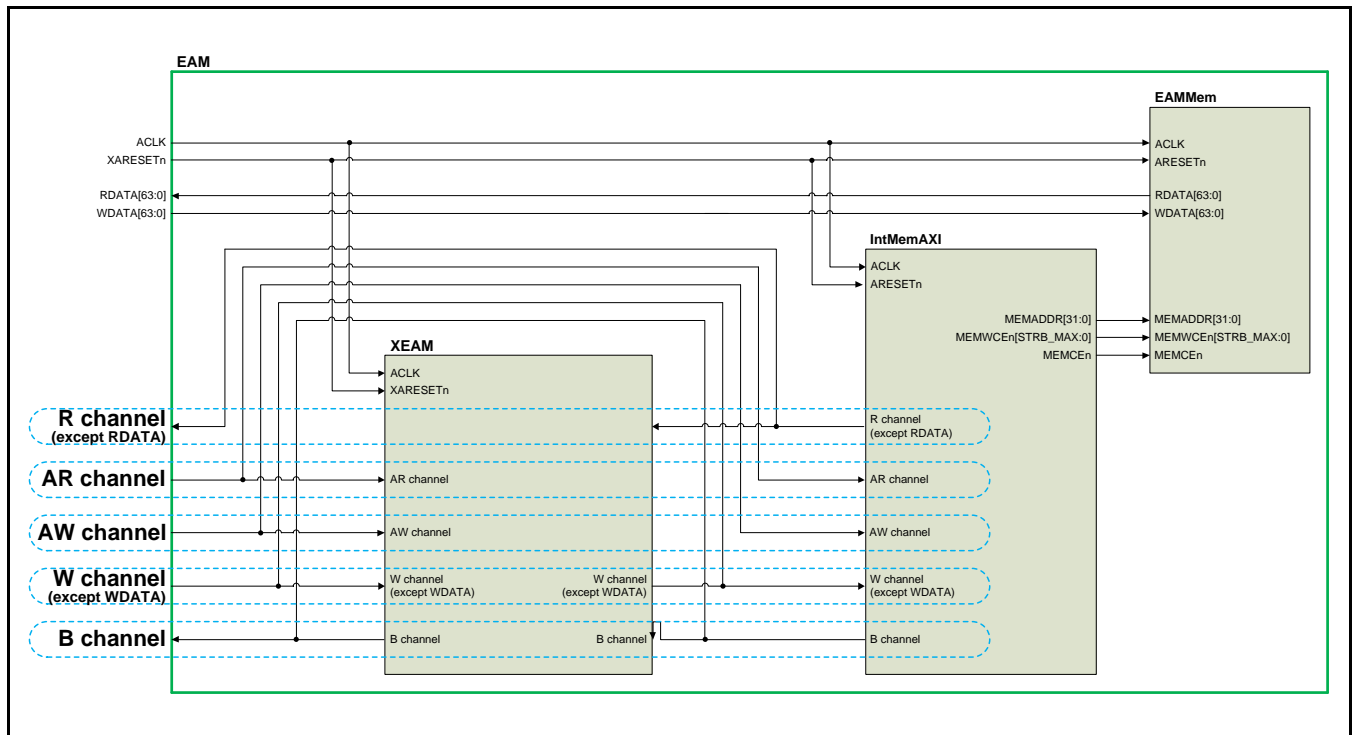 EAM
EAMMem
ACLK
XARESETn
RDATA[63:0]
WDATA[63:0]
ACLK
ARESETn
RDATA[63:0]
WDATA[63:0]
MEMADDR[31:0]
MEMWCEn[STRB_MAX:0]
MEMCEn
IntMemAXI
ACLK
ARESETn
MEMADDR[31:0]
MEMWCEn[STRB_MAX:0]
MEMCEn
R channel
(except RDATA)
AR channel
AW channel
W channel
(except WDATA)
B channel
XEAM
ACLK
XARESETn
AR channel
AW channel
W channel
(except WDATA)
B channel
W channel
(except WDATA)
B channel
R channel
(except RDATA)
AR channel
AW channel
W channel
(except WDATA)
B channel